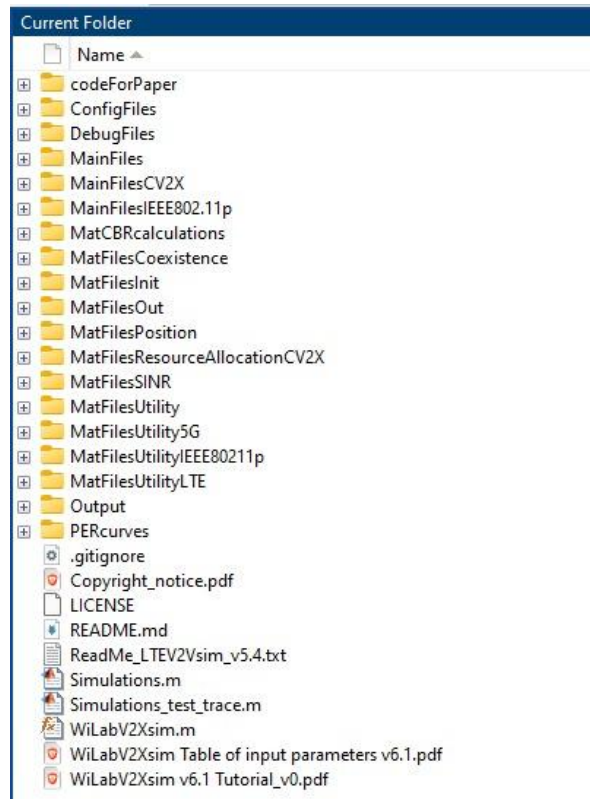 Current Folder
Name
codeForPaper
ConfigFiles
DebugFiles
MainFiles
MainFilesCV2X
MainFilesIEEE802.11p
MatCBRcalculations
MatFilesCoexistence
MatFilesInit
MatFilesOut
MatFilesPosition
MatFilesResourceAllocationCV2X
MatFilesSINR
MatFilesUtility
MatFilesUtility5G
MatFilesUtilityIEEE80211p
MatFilesUtilityLTE
Output
PERcurves
.gitignore
Copyright_notice.pdf
LICENSE
README.md
ReadMe_LTEV2Vsim_v5.4.txt
Simulations.m
Simulations_test_trace.m
WiLabV2Xsim.m
WiLabV2Xsim Table of input parameters v6.1.pdf
WiLabV2Xsim v6.1 Tutorial_v0.pdf